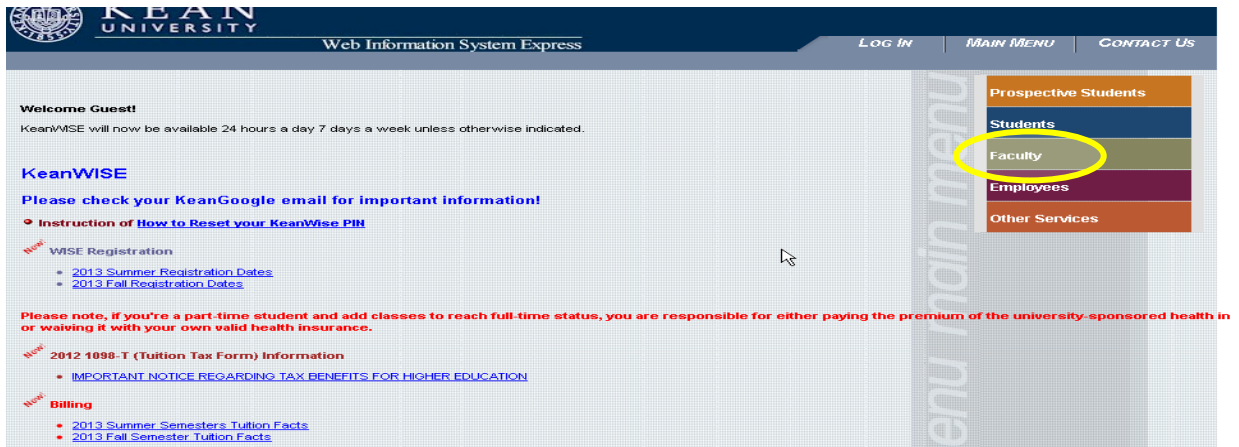 KEAN
UNIVERSITY
Web Information System Express
LOG IN MAIN MENU CONTACT US
Welcome Guest!
KeanWISE will now be available 24 hours a day 7 days a week unless otherwise indicated.
Prospective Students
Students
Faculty
Employees
Other Services
KeanWISE
Please check your KeanGoogle email for important information!
Instruction of How to Reset your KeanWise PIN
New! WISE Registration
2013 Summer Registration Dates
2013 Fall Registration Dates
Please note, if you're a part-time student and add classes to reach full-time status, you are responsible for either paying the premium of the university-sponsored health in
or waiving it with your own valid health insurance.
New! 2012 1098-T (Tuition Tax Form) Information
IMPORTANT NOTICE REGARDING TAX BENEFITS FOR HIGHER EDUCATION
New! Billing
2013 Summer Semesters Tuition Facts
2013 Fall Semester Tuition Facts
enu main menu